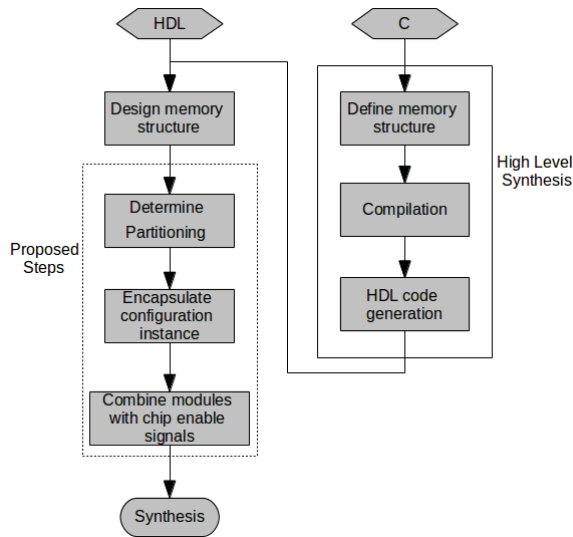 HDL
Design memory
structure
Proposed
Steps
Determine
Partitioning
Encapsulate
configuration
instance
Combine modules
with chip enable
signals
Synthesis
C
Define memory
structure
High Level
Synthesis
Compilation
HDL code
generation